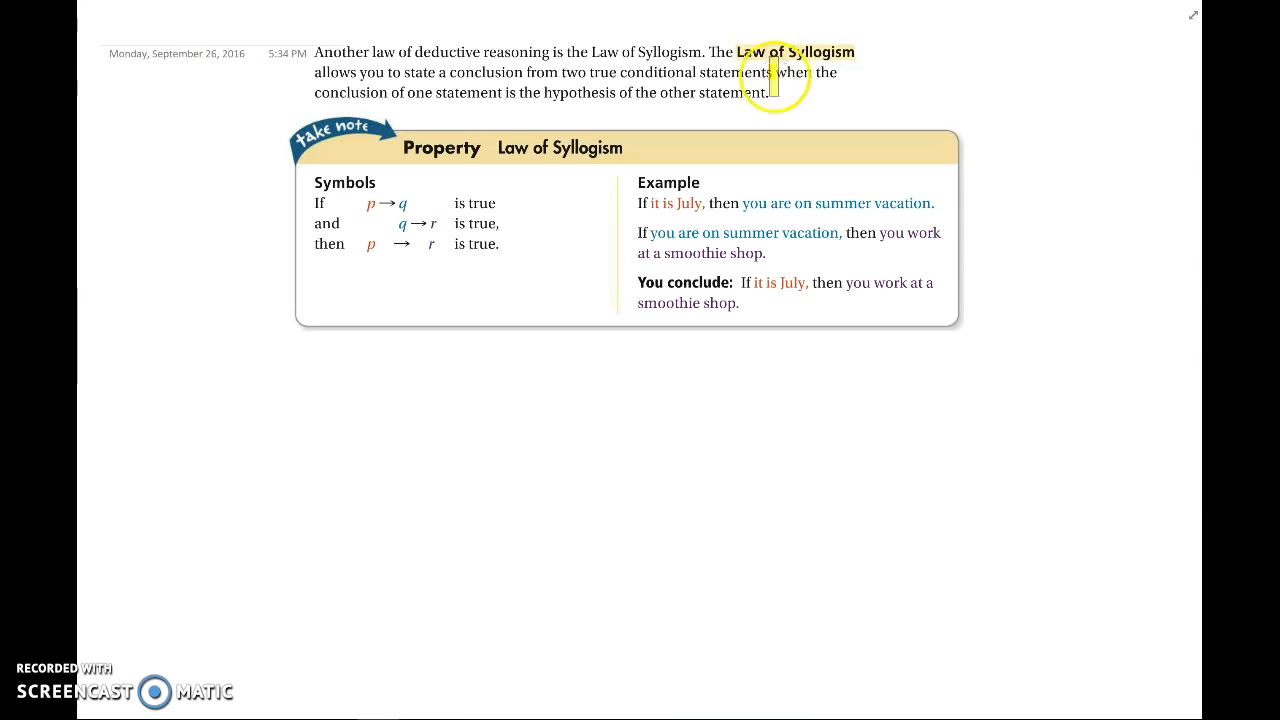 Monday, September 26, 2016 5:34 PM
Another law of deductive reasoning is the Law of Syllogism. The Law of Syllogism
allows you to state a conclusion from two true conditional statements when the
conclusion of one statement is the hypothesis of the other statement.
take note
Property Law of Syllogism
Symbols
If p → q is true
and q → r is true,
then p → r is true.
Example
If it is July, then you are on summer vacation.
If you are on summer vacation, then you work
at a smoothie shop.
You conclude: If it is July, then you work at a
smoothie shop.
RECORDED WITH
SCREENCAST MATIC